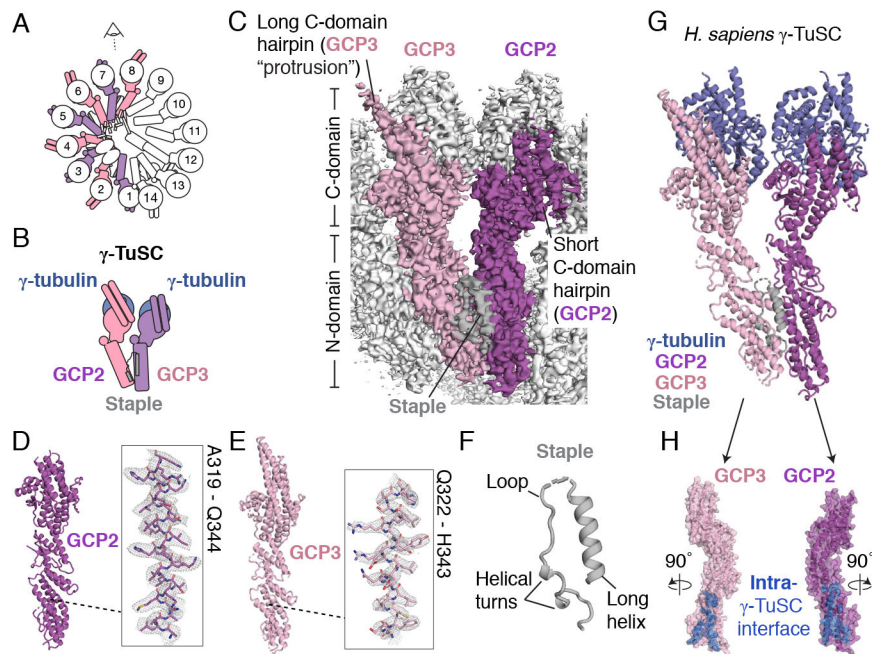 A
7
8
6
9
5
10
4
11
3
12
2
13
1
14
B
γ-TuSC
γ-tubulin γ-tubulin
GCP2 GCP3
Staple
C
Long C-domain
hairpin (GCP3
“protrusion”)
GCP3
GCP2
C-domain
N-domain
Short
C-domain
hairpin
(GCP2)
Staple
D
GCP2
A319 - Q344
E
GCP3
Q322 - H343
F
Staple
Loop
Helical
turns
Long
helix
G
H. sapiens γ-TuSC
γ-tubulin
GCP2
GCP3
Staple
H
GCP3 GCP2
90° 90°
Intra-
γ-TuSC
interface